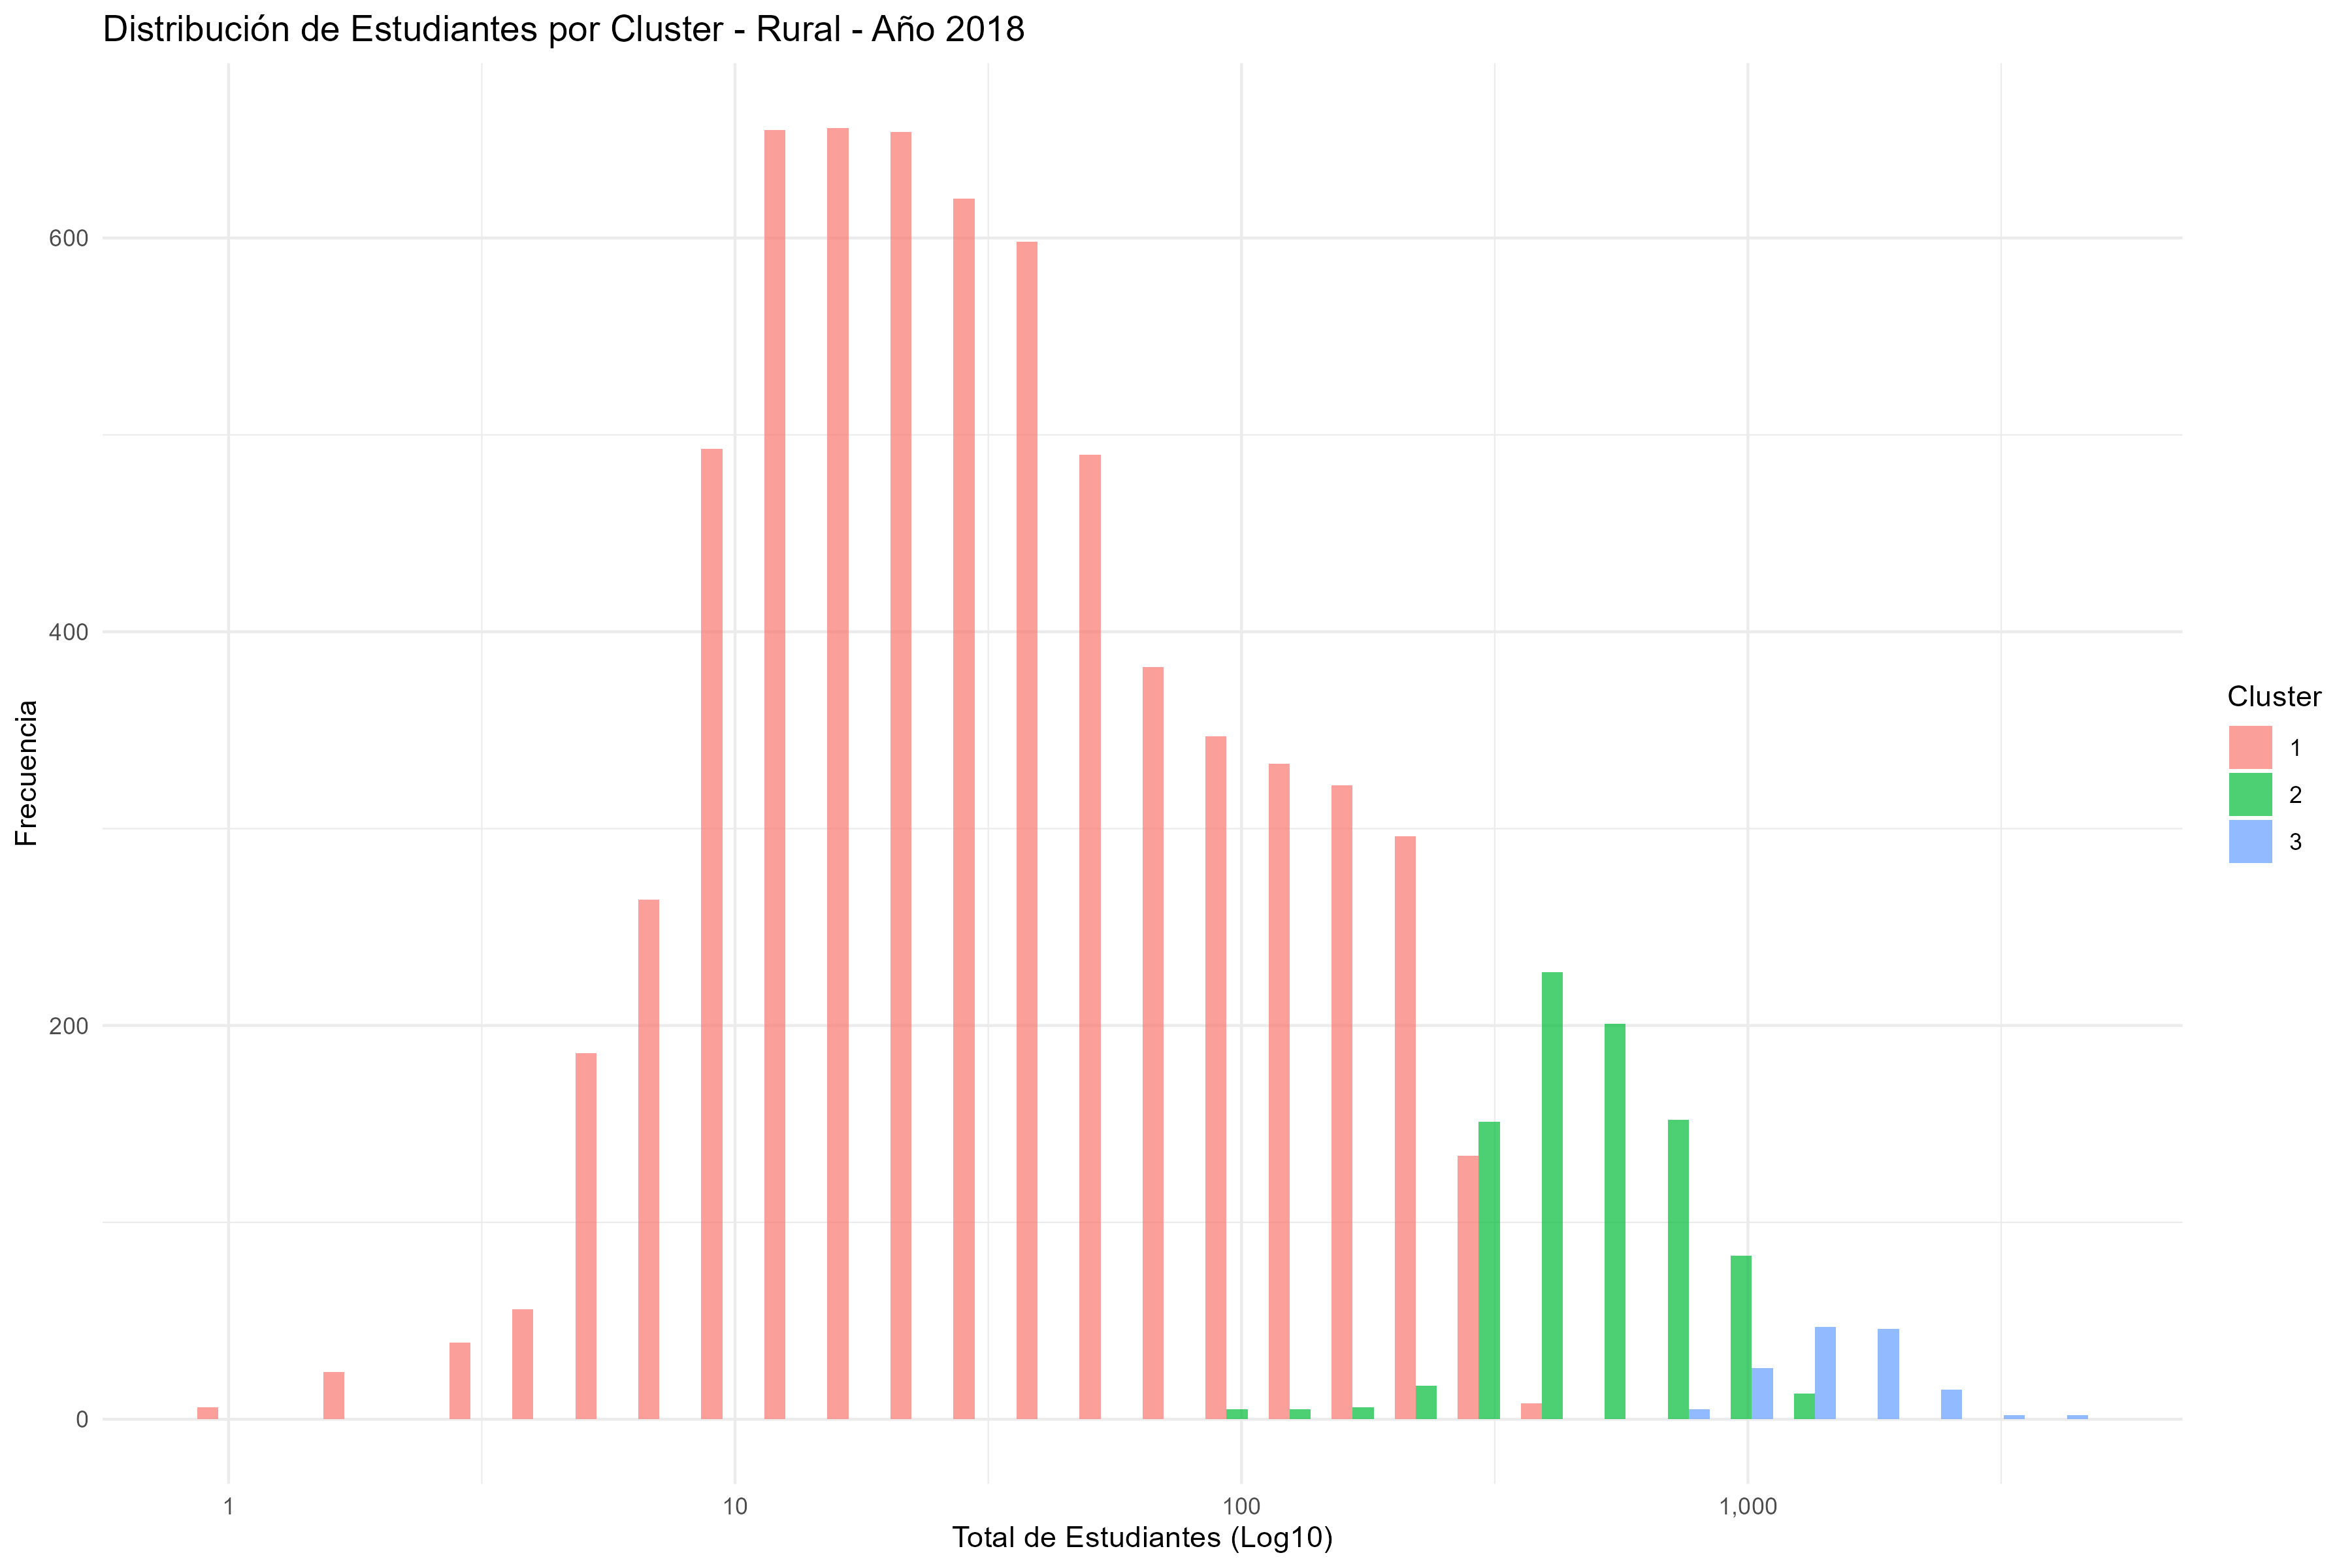 Distribución de Estudiantes por Cluster - Rural - Año 2018
600
400
200
0
Frecuencia
1
10
100
1,000
Total de Estudiantes (Log10)
Cluster
1
2
3